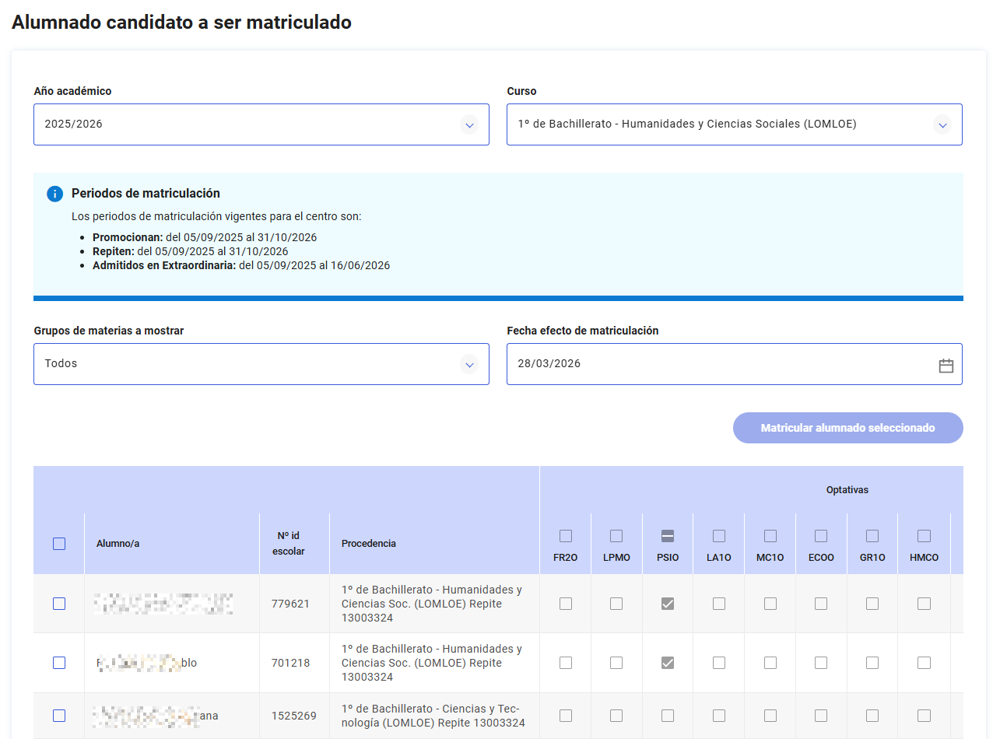 Alumnado candidato a ser matriculado
Año académico
Curso
2025/2026
1º de Bachillerato - Humanidades y Ciencias Sociales (LOMLOE)
Periodos de matriculación
Los periodos de matriculación vigentes para el centro son:
Promocionan: del 05/09/2025 al 31/10/2026
Repiten: del 05/09/2025 al 31/10/2026
Admitidos en Extraordinaria: del 05/09/2025 al 16/06/2026
Grupos de materias a mostrar
Fecha efecto de matriculación
Todos
28/03/2026
Matricular alumnado seleccionado
Optativas
Alumno/a
Nº id
escolar
Procedencia
FR2O
LPMO
PSIO
LA1O
MC1O
ECOO
GR1O
HMCO
779621
1º de Bachillerato - Humanidades y
Ciencias Soc. (LOMLOE) Repite
13003324
blo
701218
1º de Bachillerato - Humanidades y
Ciencias Soc. (LOMLOE) Repite
13003324
ana
1525269
1º de Bachillerato - Ciencias y Tec-
nología (LOMLOE) Repite 13003324